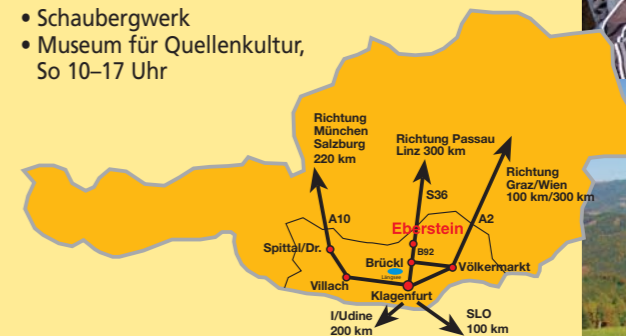 • Schaubergwerk
• Museum für Quellenkultur,
So 10–17 Uhr
Richtung
München
Salzburg
220 km
Richtung Passau
Linz 300 km
Richtung
Graz/Wien
100 km/300 km
S36
A10
Eberstein
A2
Spittal/Dr.
B92
Brückl
Völkermarkt
Längsee
Villach
Klagenfurt
I/Udine
200 km
SLO
100 km